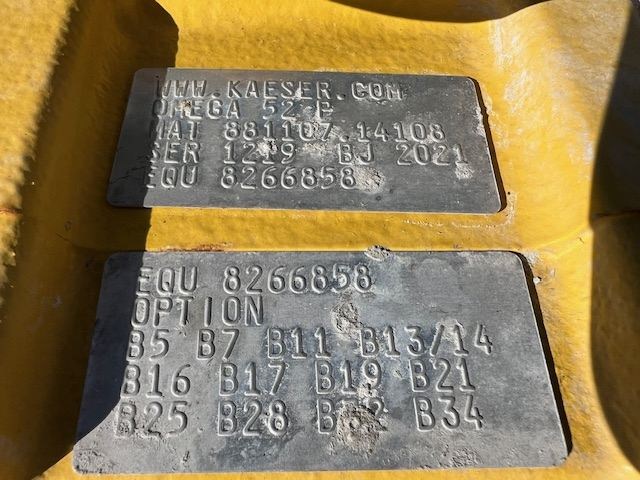 WWW.KAESER.COM
OMEGA 52 P
MAT 881107.14108
SER 1219 BJ 2021
EQU 8266858
EQU 8266858
OPTION
B5 B7 B11 B13/14
B16 B17 B19 B21
B25 B28 B34